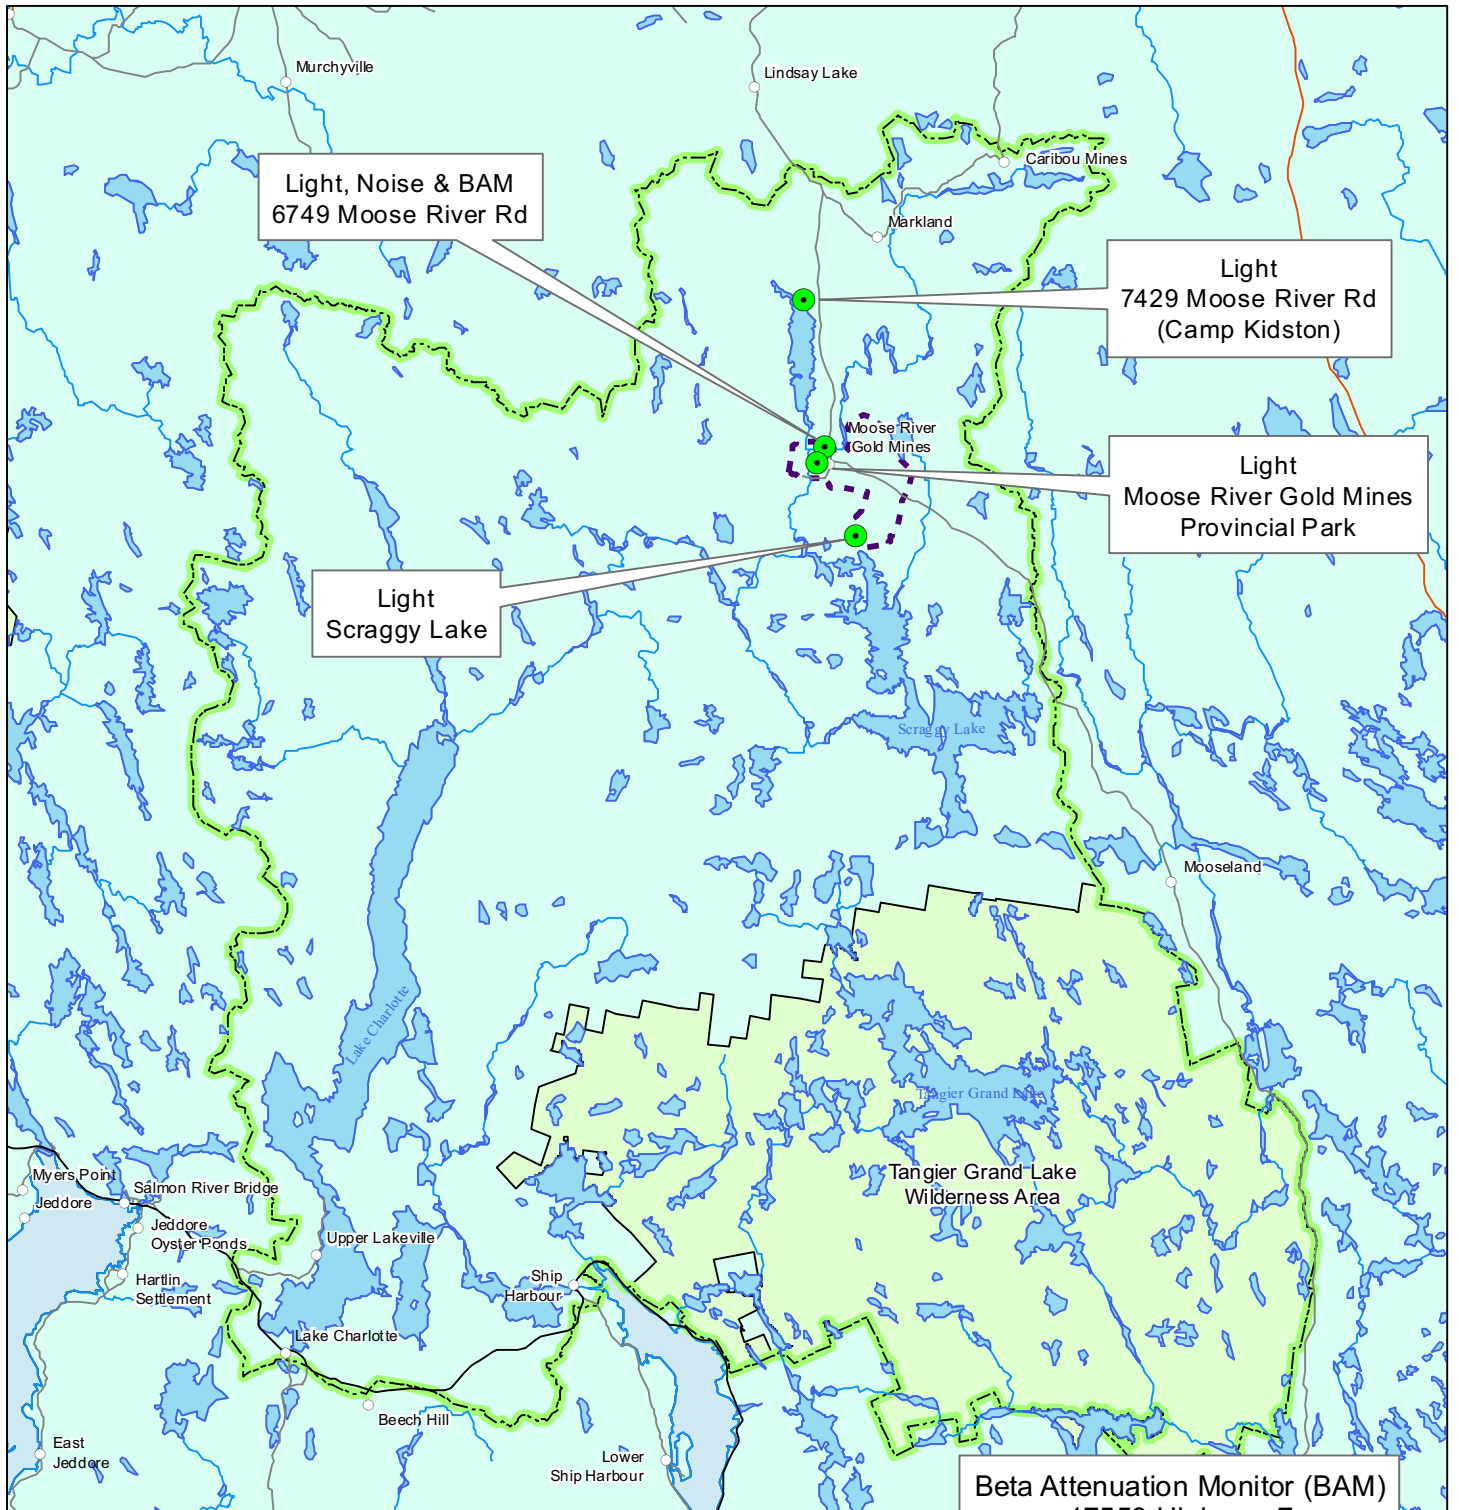 Murchyville
Lindsay Lake
Caribou Mines
Light, Noise & BAM
6749 Moose River Rd
Markland
Light
7429 Moose River Rd
(Camp Kidston)
Moose River
Gold Mines
Light
Moose River Gold Mines
Provincial Park
Light
Scraggy Lake
Scraggy Lake
Mooseland
Lake Charlotte
Tangier Grand Lake
Tangier Grand Lake
Wilderness Area
Myers Point
Salmon River Bridge
Jeddore
Jeddore
Oyster Ponds
Upper Lakeville
Hartlin
Settlement
Ship
Harbour
Lake Charlotte
Beech Hill
East
Jeddore
Lower
Ship Harbour
Beta Attenuation Monitor (BAM)